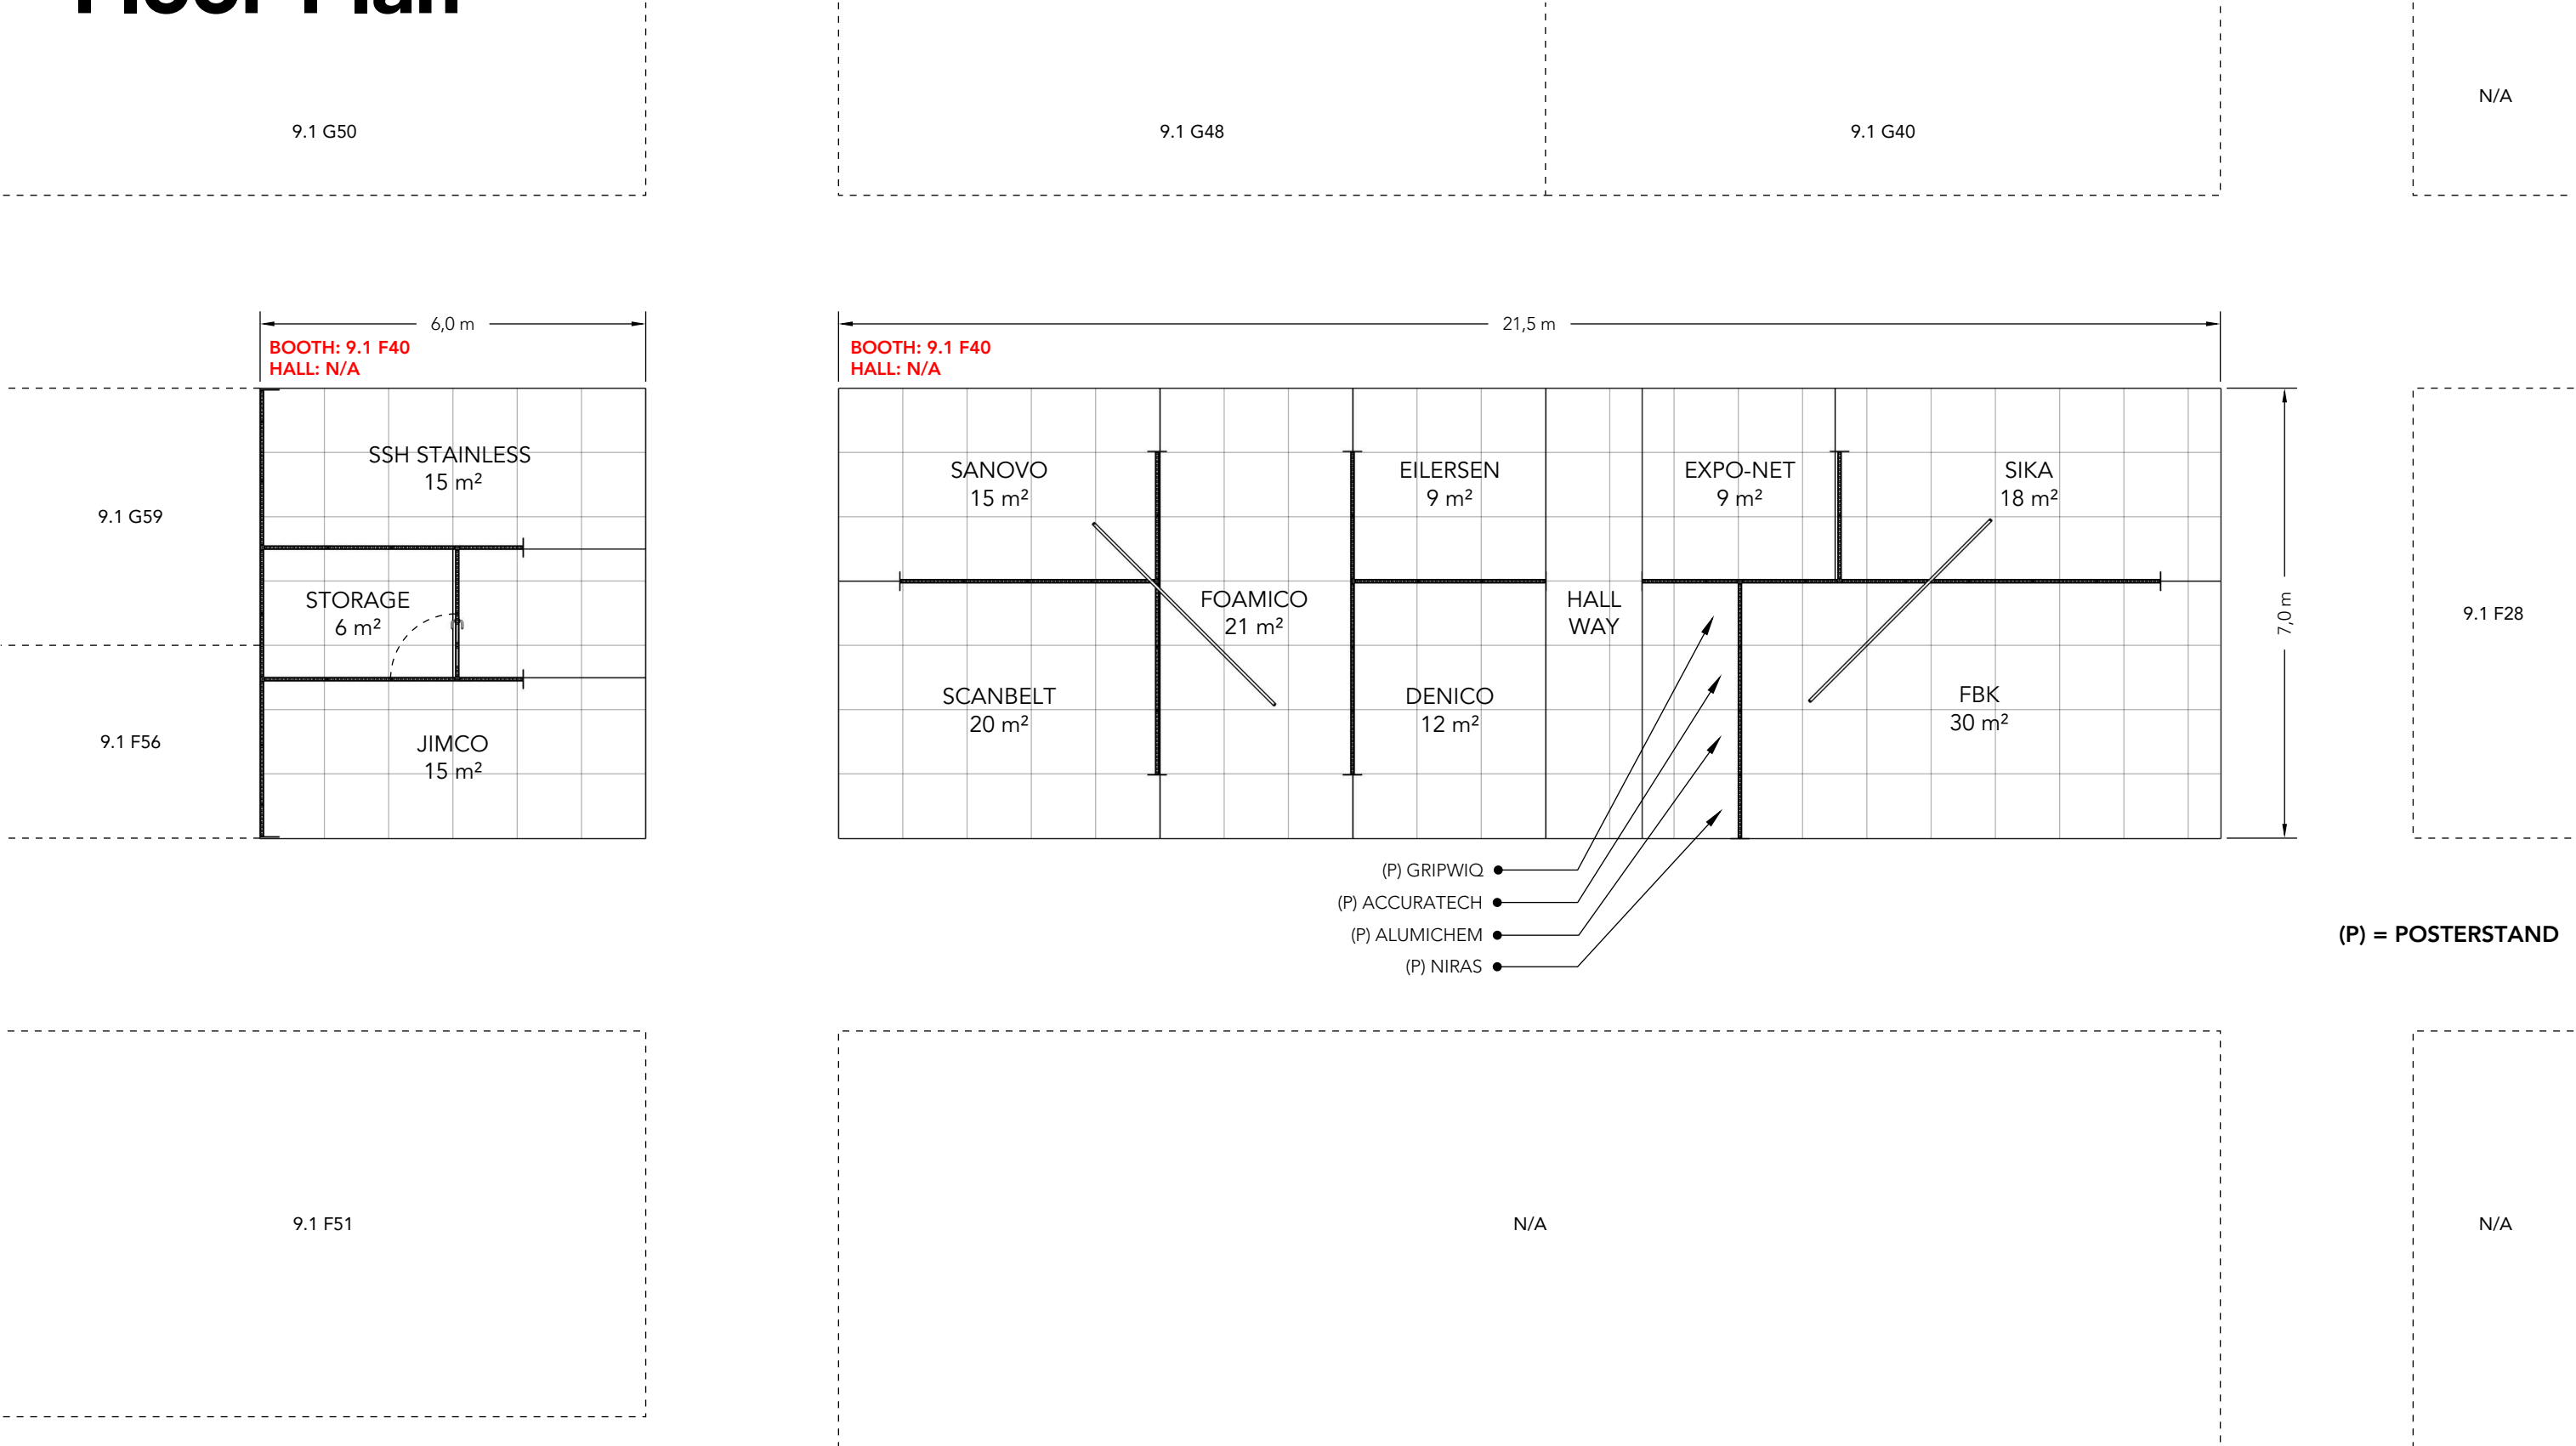 Floor Plan
9.1 G50
9.1 G48
9.1 G40
N/A
6,0 m
21,5 m
BOOTH: 9.1 F40
HALL: N/A
BOOTH: 9.1 F40
HALL: N/A
SSH STAINLESS
15 m²
SANOVO
15 m²
EILERSEN
9 m²
EXPO-NET
9 m²
SIKA
18 m²
9.1 G59
STORAGE
6 m²
FOAMICO
21 m²
HALL
WAY
7,0 m
9.1 F28
SCANBELT
20 m²
DENICO
12 m²
FBK
30 m²
9.1 F56
JIMCO
15 m²
(P) GRIPWIQ
(P) ACCURATECH
(P) ALUMICHEM
(P) NIRAS
(P) = POSTERSTAND
9.1 F51
N/A
N/A